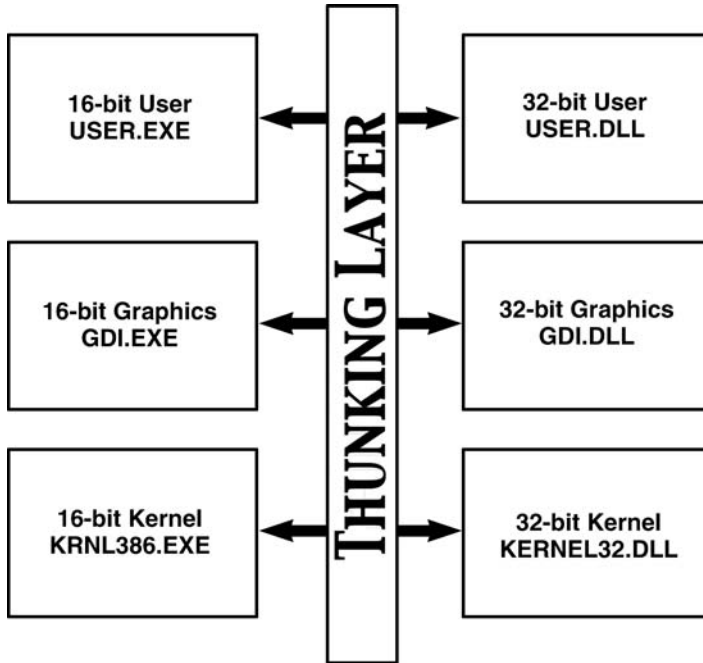 16-bit User
USER.EXE
32-bit User
USER.DLL
THUNKING LAYER
16-bit Graphics
GDI.EXE
32-bit Graphics
GDI.DLL
16-bit Kernel
KRNL386.EXE
32-bit Kernel
KERNEL32.DLL